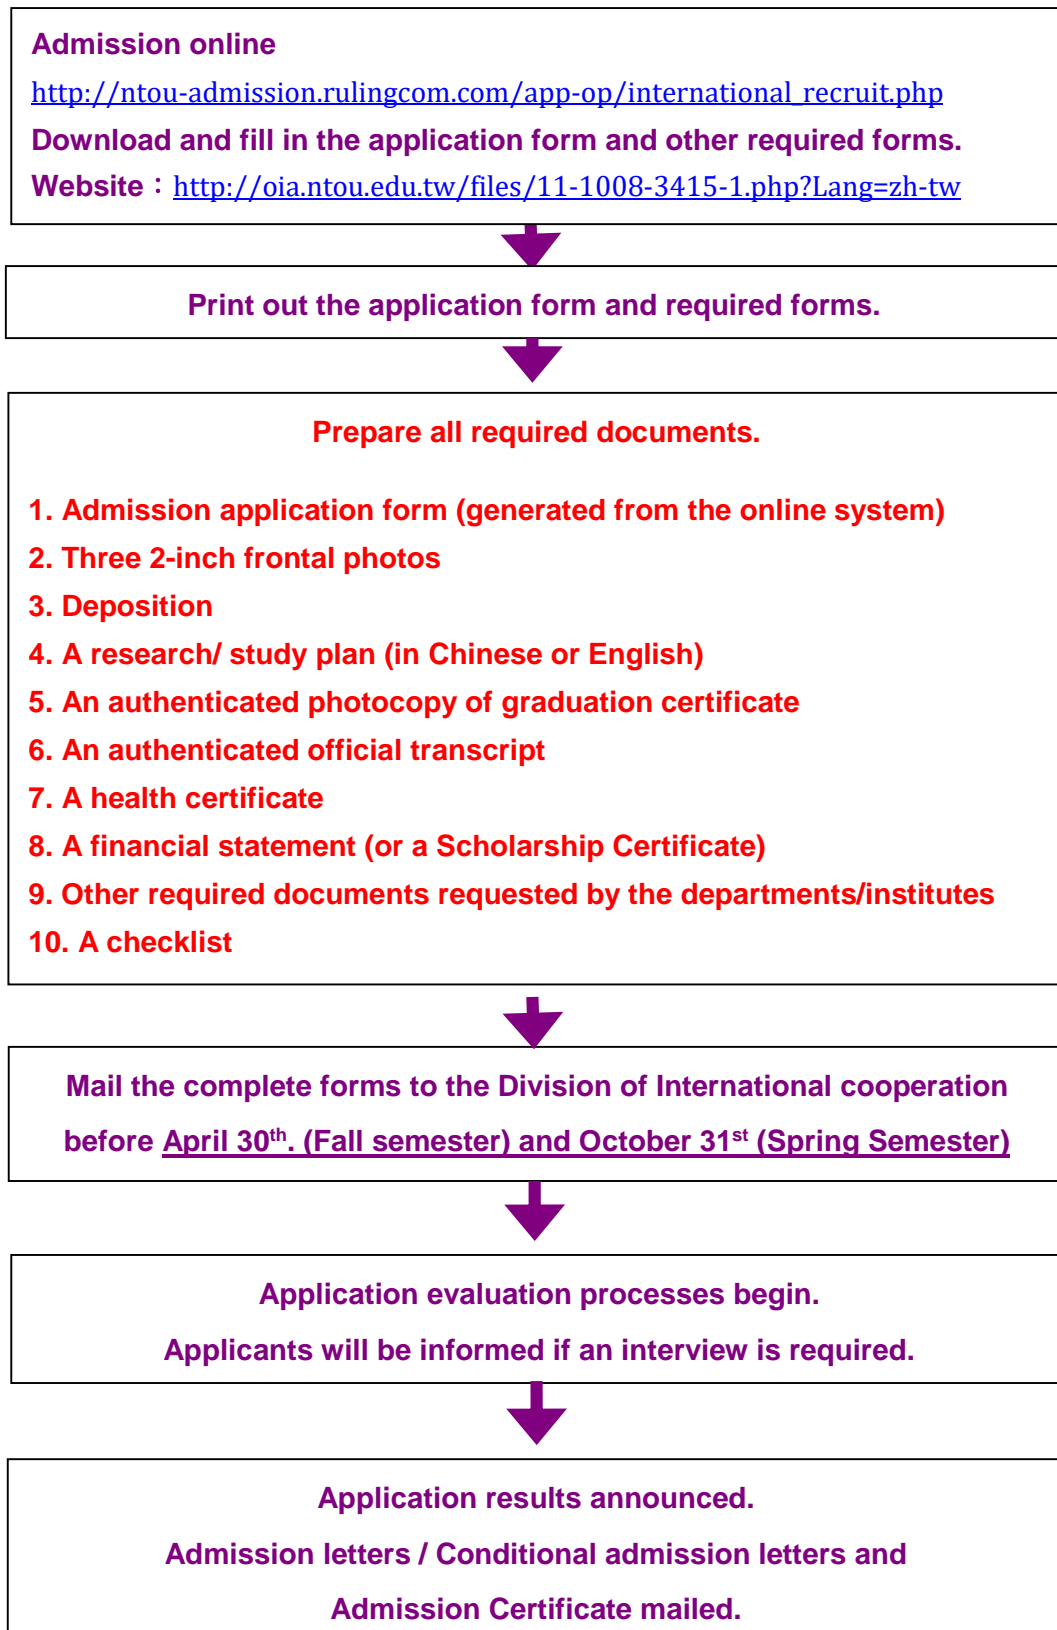 Admission online
http://ntou-admission.rulingcom.com/app-op/international_recruit.php
Download and fill in the application form and other required forms.
Website：http://oia.ntou.edu.tw/files/11-1008-3415-1.php?Lang=zh-tw
Print out the application form and required forms.
Prepare all required documents.
1. Admission application form (generated from the online system)
2. Three 2-inch frontal photos
3. Deposition
4. A research/ study plan (in Chinese or English)
5. An authenticated photocopy of graduation certificate
6. An authenticated official transcript
7. A health certificate
8. A financial statement (or a Scholarship Certificate)
9. Other required documents requested by the departments/institutes
10. A checklist
Mail the complete forms to the Division of International cooperation
before April 30th. (Fall semester) and October 31st (Spring Semester)
Application evaluation processes begin.
Applicants will be informed if an interview is required.
Application results announced.
Admission letters / Conditional admission letters and
Admission Certificate mailed.